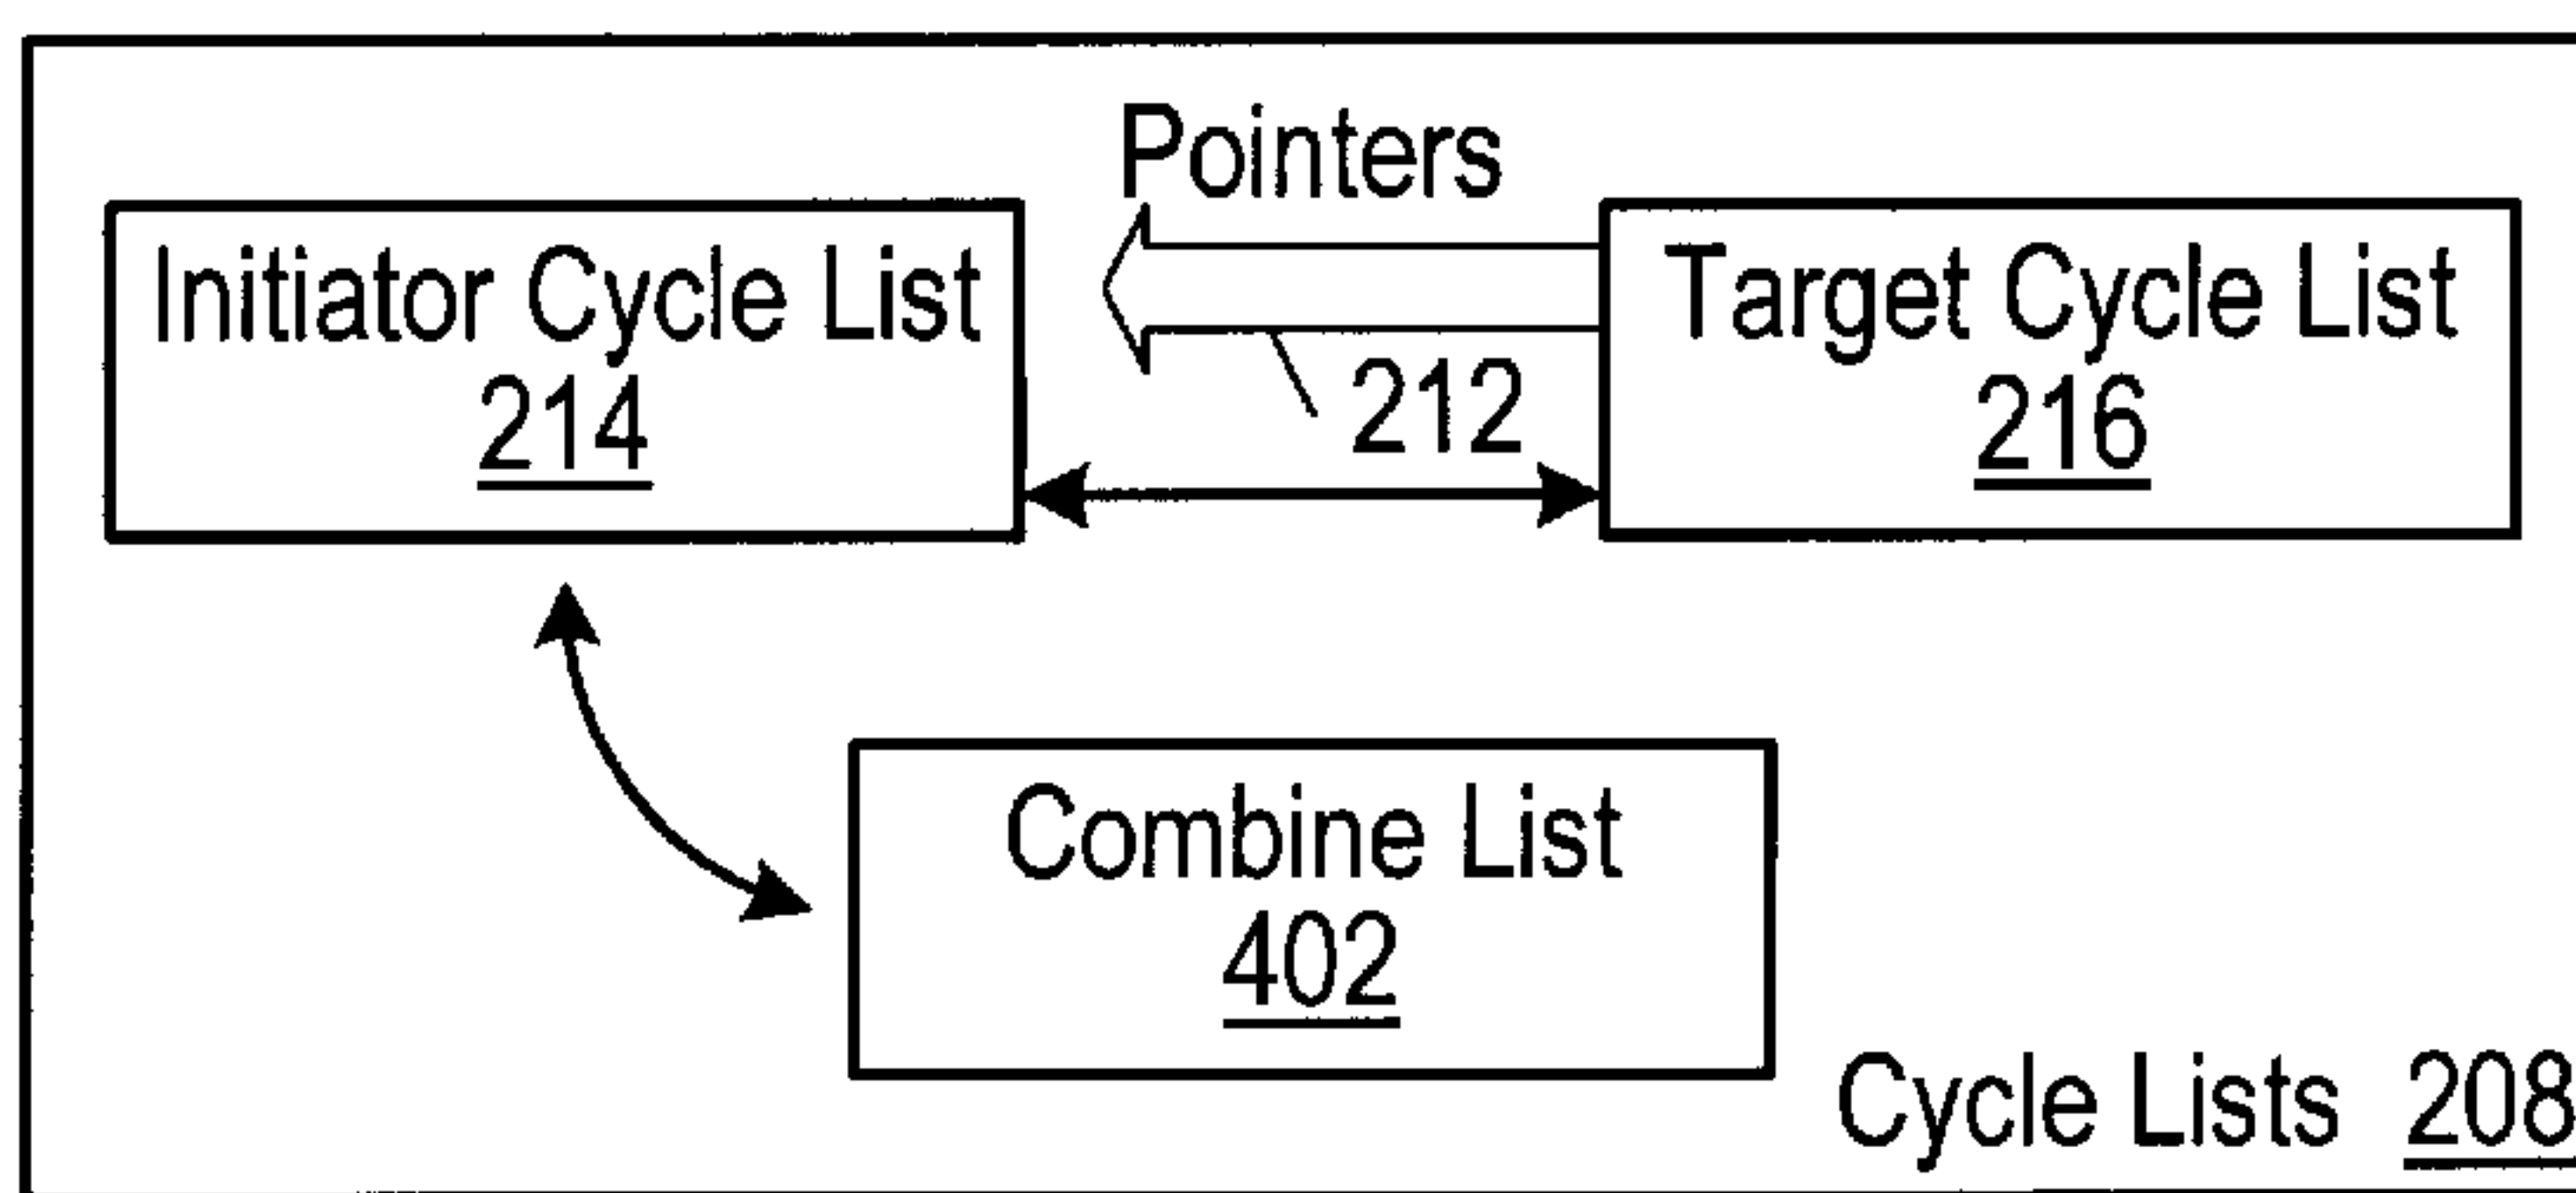 Pointers
Initiator Cycle List
214
212
Target Cycle List
216
Combine List
402
Cycle Lists 208